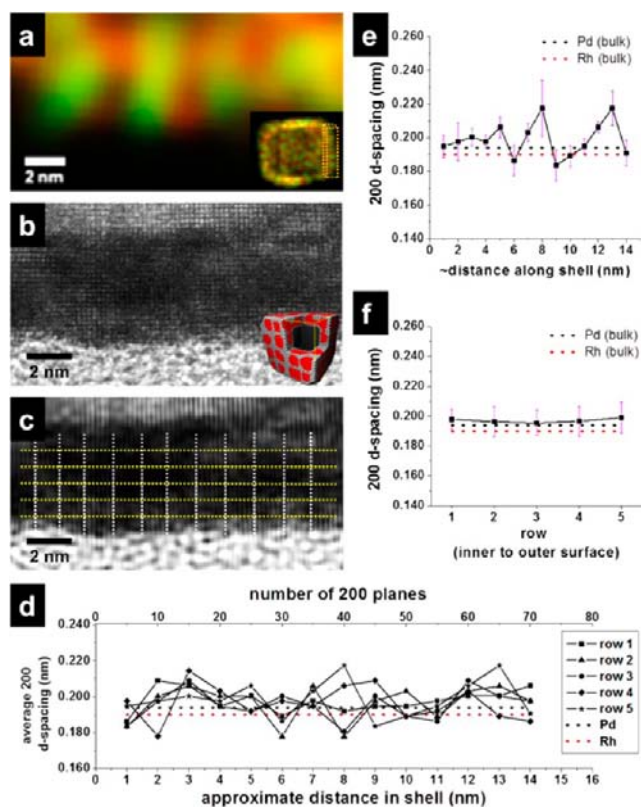 a
2 nm
b
2 nm
c
2 nm
e
Pd (bulk)
Rh (bulk)
0.260
0.240
0.220
0.200
0.180
0.160
0.140
200 d-spacing (nm)
0 2 4 6 8 10 12 14
~distance along shell (nm)
f
Pd (bulk)
Rh (bulk)
0.260
0.240
0.220
0.200
0.180
0.160
0.140
200 d-spacing (nm)
1 2 3 4 5
row
(inner to outer surface)
d
number of 200 planes
0 10 20 30 40 50 60 70 80
0.240
0.220
0.200
0.180
0.160
average 200
d-spacing (nm)
row 1
row 2
row 3
row 4
row 5
Pd
Rh
0 1 2 3 4 5 6 7 8 9 10 11 12 13 14 15 16
approximate distance in shell (nm)